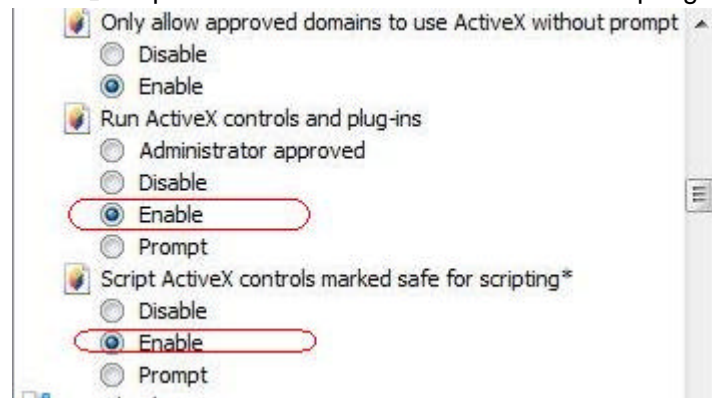 Only allow approved domains to use ActiveX without prompt
Disable
Enable
Run ActiveX controls and plug-ins
Administrator approved
Disable
Enable
Prompt
Script ActiveX controls marked safe for scripting*
Disable
Enable
Prompt